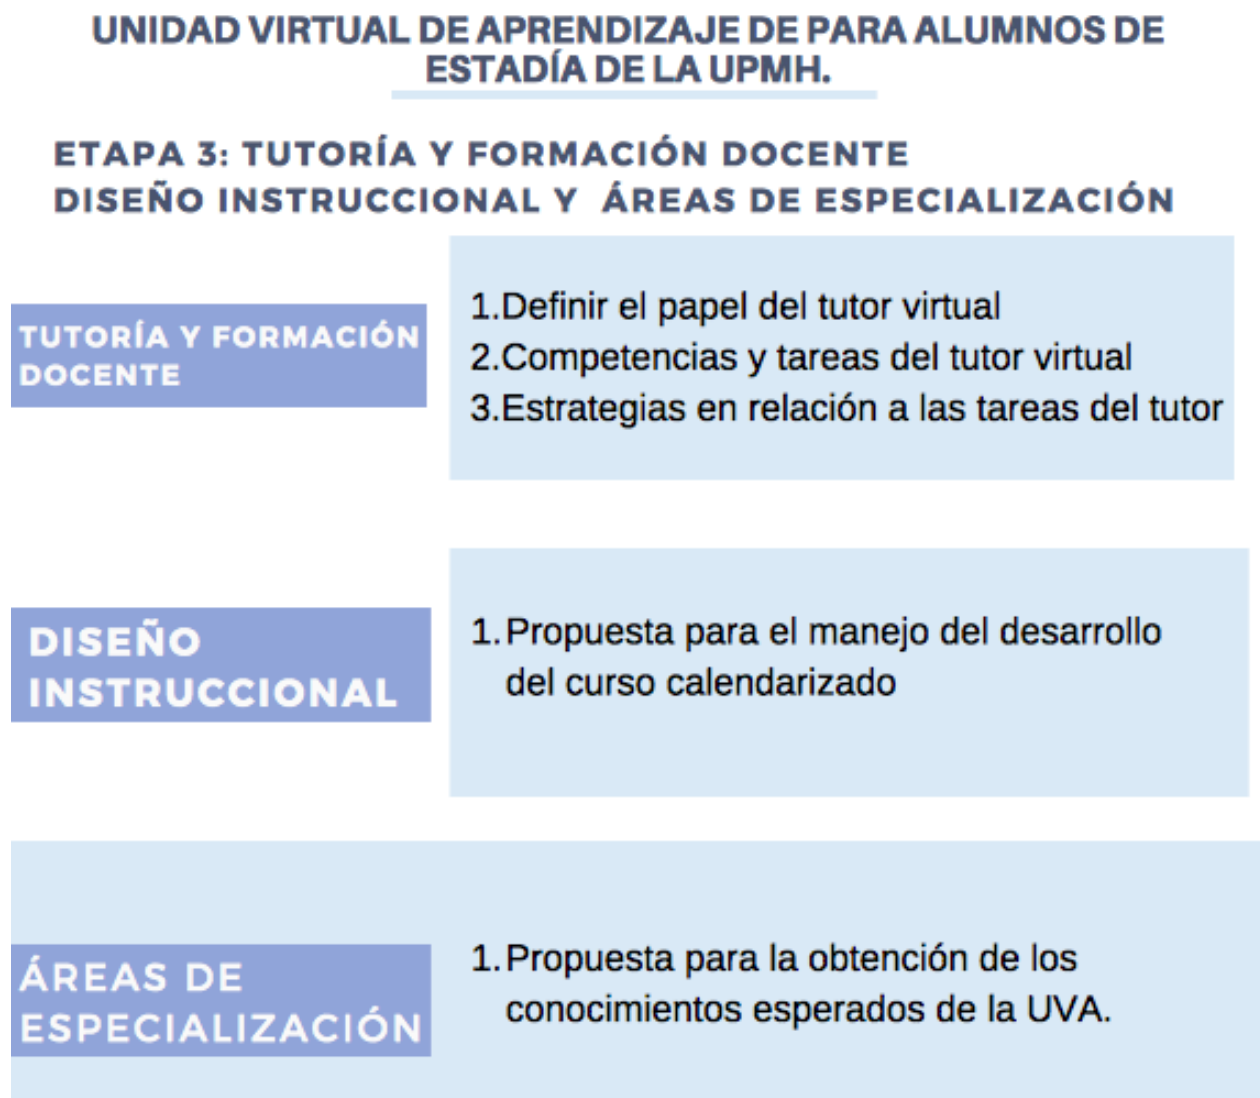 UNIDAD VIRTUAL DE APRENDIZAJE DE PARA ALUMNOS DE
ESTADÍA DE LA UPMH.
ETAPA 3: TUTORÍA Y FORMACIÓN DOCENTE
DISEÑO INSTRUCCIONAL Y ÁREAS DE ESPECIALIZACIÓN
TUTORÍA Y FORMACIÓN
DOCENTE
1.Definir el papel del tutor virtual
2.Competencias y tareas del tutor virtual
3.Estrategias en relación a las tareas del tutor
DISEÑO
INSTRUCCIONAL
1. Propuesta para el manejo del desarrollo
del curso calendarizado
ÁREAS DE
ESPECIALIZACIÓN
1. Propuesta para la obtención de los
conocimientos esperados de la UVA.